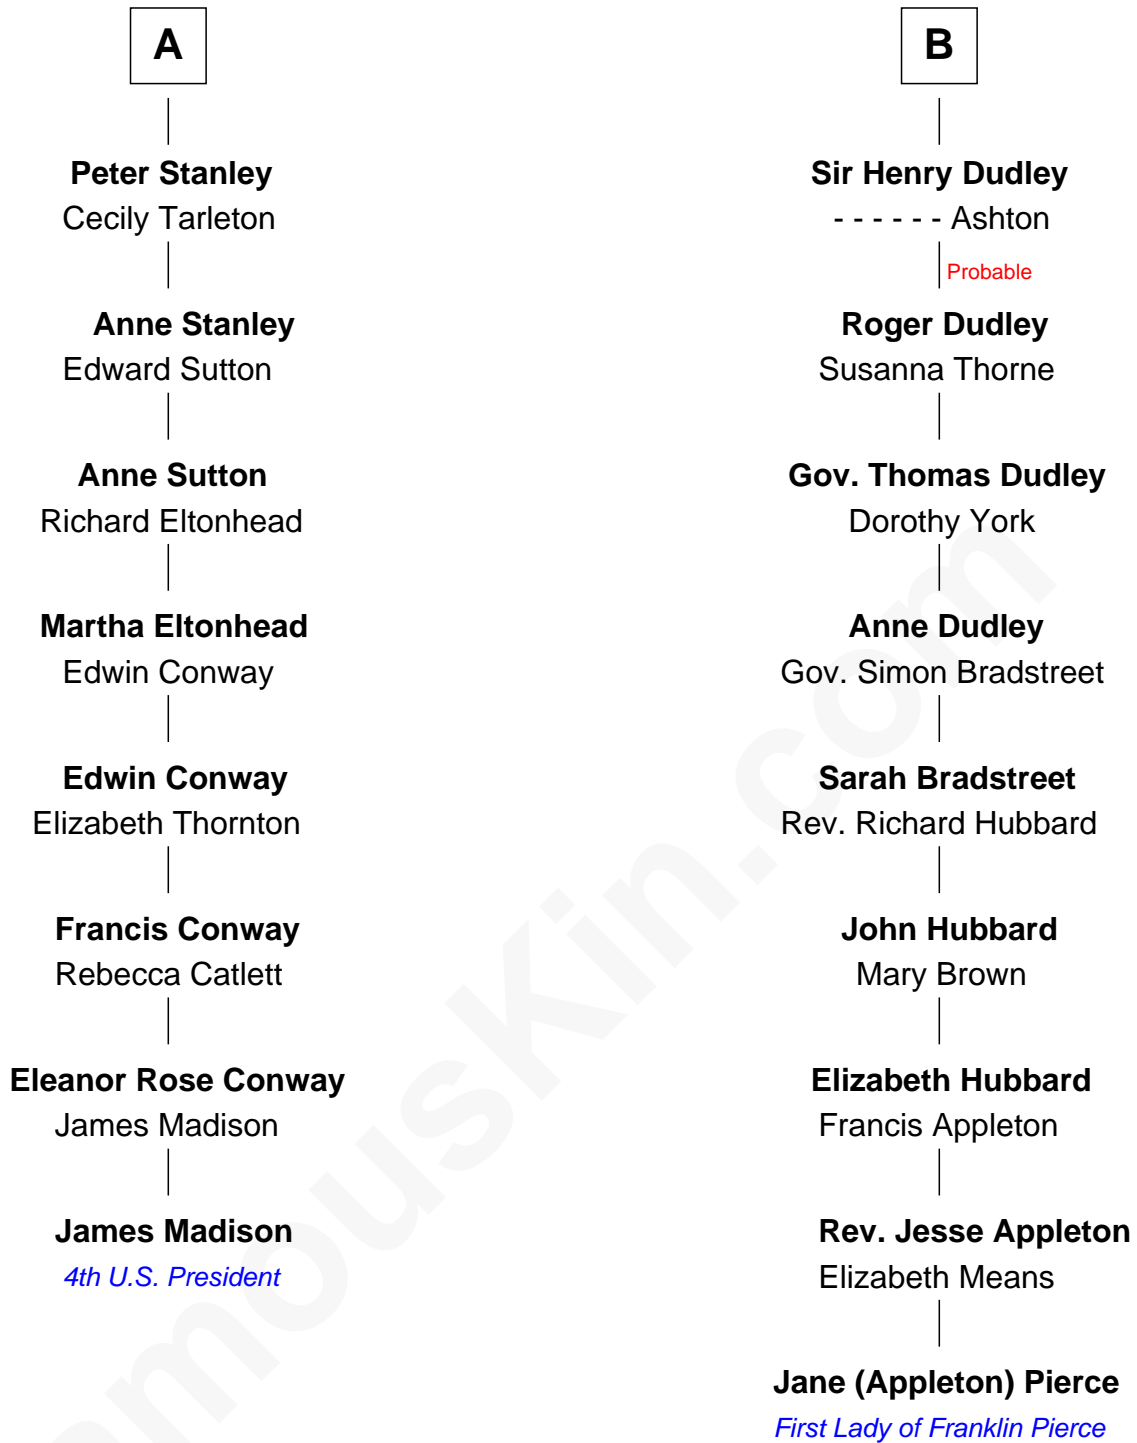 A
Peter Stanley
Cecily Tarleton
Anne Stanley
Edward Sutton
Anne Sutton
Richard Eltonhead
Martha Eltonhead
Edwin Conway
Edwin Conway
Elizabeth Thornton
Francis Conway
Rebecca Catlett
Eleanor Rose Conway
James Madison
James Madison
4th U.S. President
B
Sir Henry Dudley
- - - - - - Ashton
Probable
Roger Dudley
Susanna Thorne
Gov. Thomas Dudley
Dorothy York
Anne Dudley
Gov. Simon Bradstreet
Sarah Bradstreet
Rev. Richard Hubbard
John Hubbard
Mary Brown
Elizabeth Hubbard
Francis Appleton
Rev. Jesse Appleton
Elizabeth Means
Jane (Appleton) Pierce
First Lady of Franklin Pierce
amousKin.com